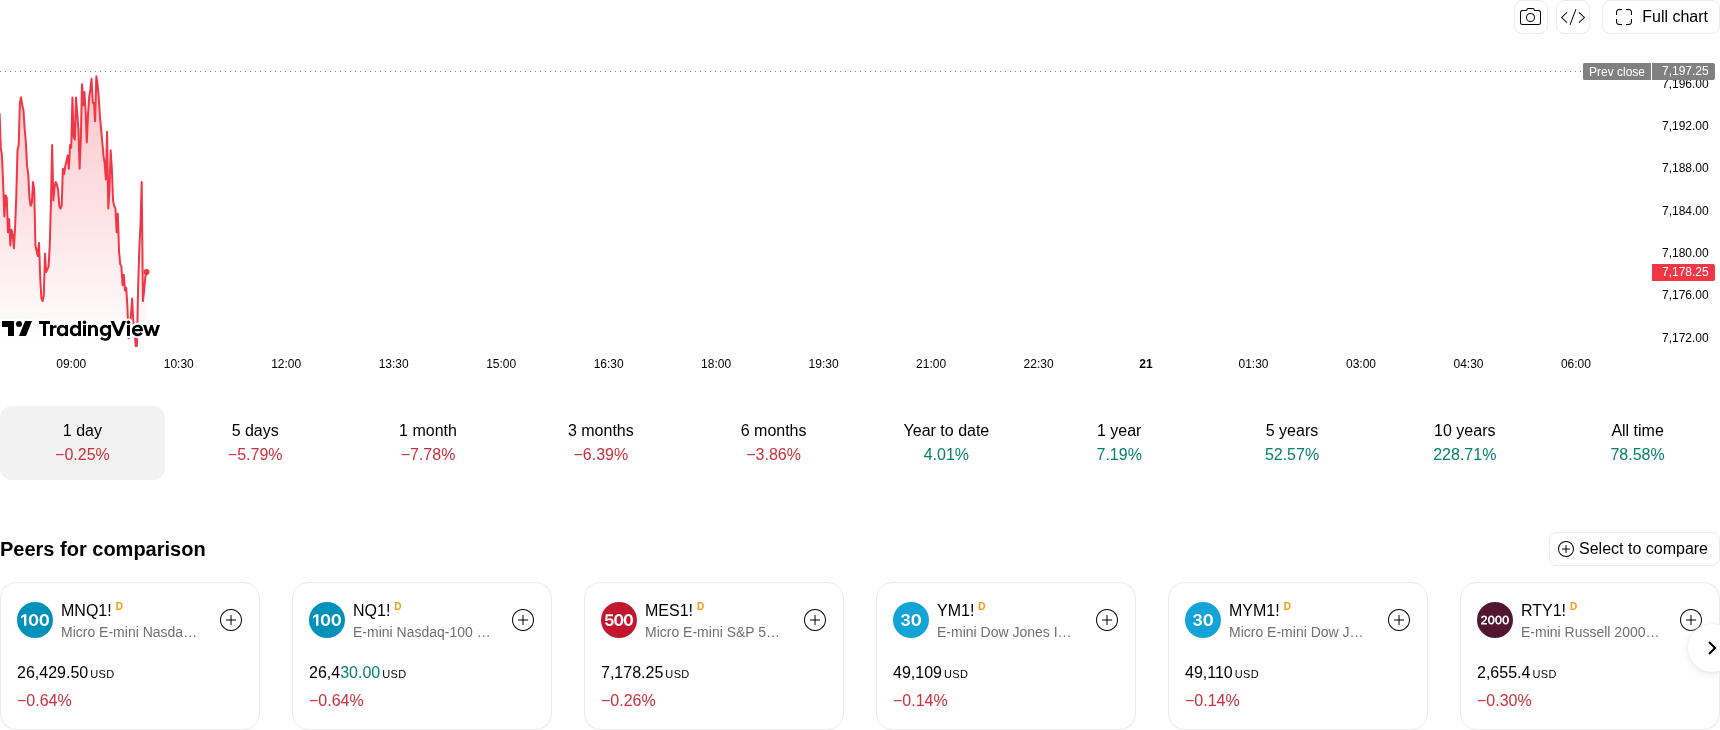 Full chart
Prev close 7,197.25
7,196.00
7,192.00
7,188.00
7,184.00
7,180.00
7,178.25
7,176.00
7,172.00
TradingView
09:00 10:30 12:00 13:30 15:00 16:30 18:00 19:30 21:00 22:30 21 01:30 03:00 04:30 06:00
1 day 5 days 1 month 3 months 6 months Year to date 1 year 5 years 10 years All time
−0.25% −5.79% −7.78% −6.39% −3.86% 4.01% 7.19% 52.57% 228.71% 78.58%
Peers for comparison
Select to compare
100 MNQ1! D
Micro E-mini Nasda…
26,429.50 USD
−0.64%
100 NQ1! D
E-mini Nasdaq-100 …
26,430.00 USD
−0.64%
500 MES1! D
Micro E-mini S&P 5…
7,178.25 USD
−0.26%
30 YM1! D
E-mini Dow Jones I…
49,109 USD
−0.14%
30 MYM1! D
Micro E-mini Dow J…
49,110 USD
−0.14%
2000 RTY1! D
E-mini Russell 2000…
2,655.4 USD
−0.30%